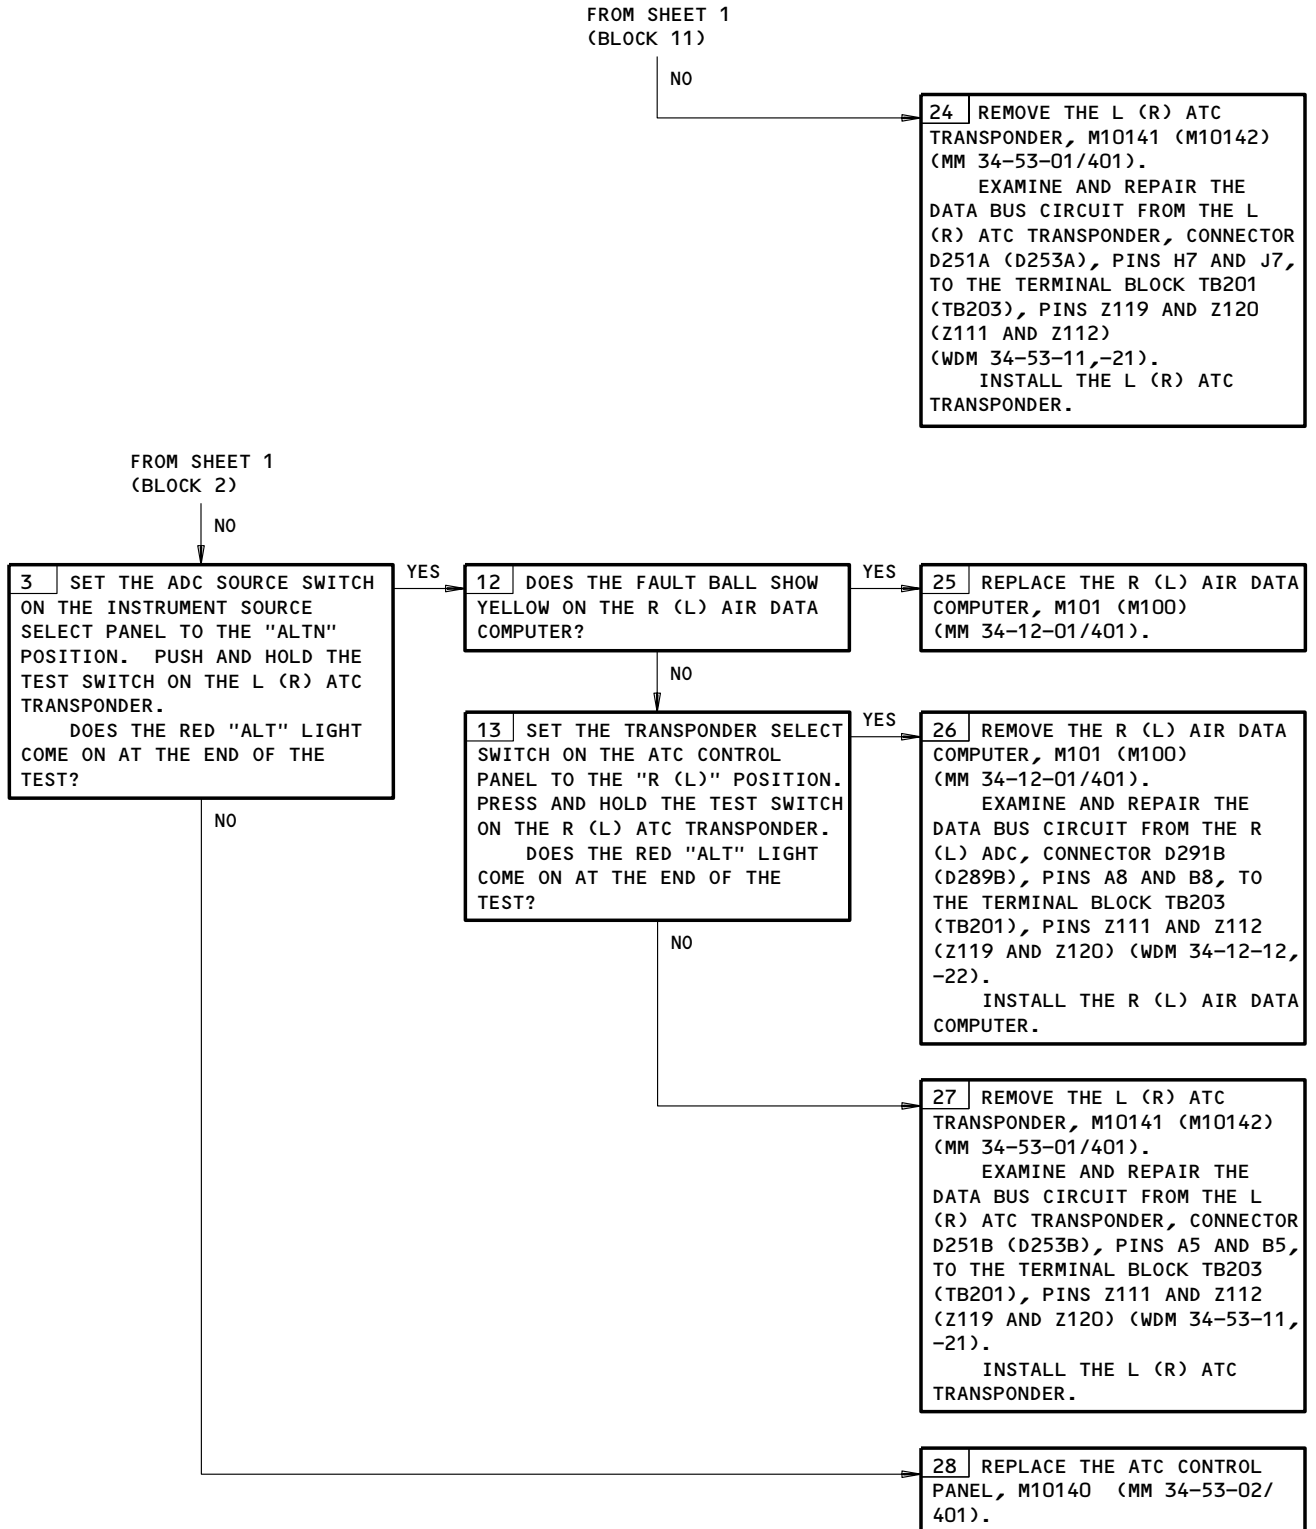 FROM SHEET 1
(BLOCK 11)
NO
24 REMOVE THE L (R) ATC
TRANSPONDER, M10141 (M10142)
(MM 34-53-01/401).
EXAMINE AND REPAIR THE
DATA BUS CIRCUIT FROM THE L
(R) ATC TRANSPONDER, CONNECTOR
D251A (D253A), PINS H7 AND J7,
TO THE TERMINAL BLOCK TB201
(TB203), PINS Z119 AND Z120
(Z111 AND Z112)
(WDM 34-53-11,-21).
INSTALL THE L (R) ATC
TRANSPONDER.
FROM SHEET 1
(BLOCK 2)
NO
3 SET THE ADC SOURCE SWITCH
ON THE INSTRUMENT SOURCE
SELECT PANEL TO THE "ALTN"
POSITION. PUSH AND HOLD THE
TEST SWITCH ON THE L (R) ATC
TRANSPONDER.
DOES THE RED "ALT" LIGHT
COME ON AT THE END OF THE
TEST?
YES
NO
12 DOES THE FAULT BALL SHOW
YELLOW ON THE R (L) AIR DATA
COMPUTER?
YES
NO
25 REPLACE THE R (L) AIR DATA
COMPUTER, M101 (M100)
(MM 34-12-01/401).
13 SET THE TRANSPONDER SELECT
SWITCH ON THE ATC CONTROL
PANEL TO THE "R (L)" POSITION.
PRESS AND HOLD THE TEST SWITCH
ON THE R (L) ATC TRANSPONDER.
DOES THE RED "ALT" LIGHT
COME ON AT THE END OF THE
TEST?
YES
NO
26 REMOVE THE R (L) AIR DATA
COMPUTER, M101 (M100)
(MM 34-12-01/401).
EXAMINE AND REPAIR THE
DATA BUS CIRCUIT FROM THE R
(L) ADC, CONNECTOR D291B
(D289B), PINS A8 AND B8, TO
THE TERMINAL BLOCK TB203
(TB201), PINS Z111 AND Z112
(Z119 AND Z120) (WDM 34-12-12,
-22).
INSTALL THE R (L) AIR DATA
COMPUTER.
27 REMOVE THE L (R) ATC
TRANSPONDER, M10141 (M10142)
(MM 34-53-01/401).
EXAMINE AND REPAIR THE
DATA BUS CIRCUIT FROM THE L
(R) ATC TRANSPONDER, CONNECTOR
D251B (D253B), PINS A5 AND B5,
TO THE TERMINAL BLOCK TB203
(TB201), PINS Z111 AND Z112
(Z119 AND Z120) (WDM 34-53-11,
-21).
INSTALL THE L (R) ATC
TRANSPONDER.
28 REPLACE THE ATC CONTROL
PANEL, M10140 (MM 34-53-02/
401).